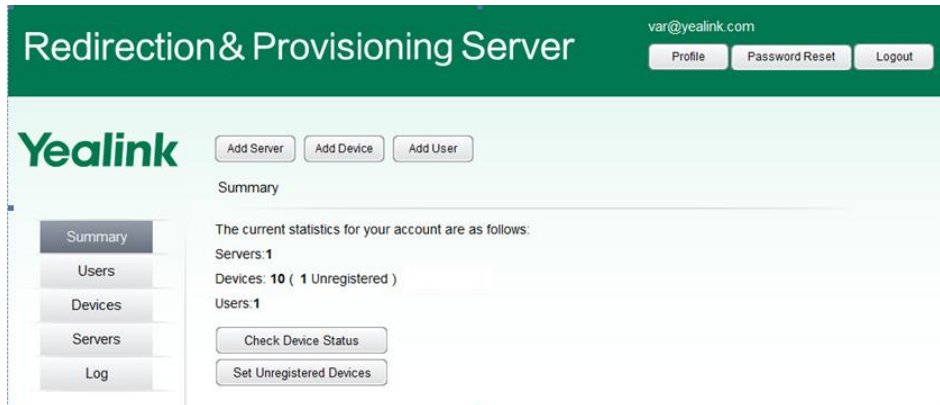 Redirection& Provisioning Server
var@yealink.com
Profile Password Reset Logout
Yealink
Add Server Add Device Add User
Summary
Summary
Users
Devices
Servers
Log
The current statistics for your account are as follows:
Servers:1
Devices: 10 ( 1 Unregistered )
Users:1
Check Device Status
Set Unregistered Devices